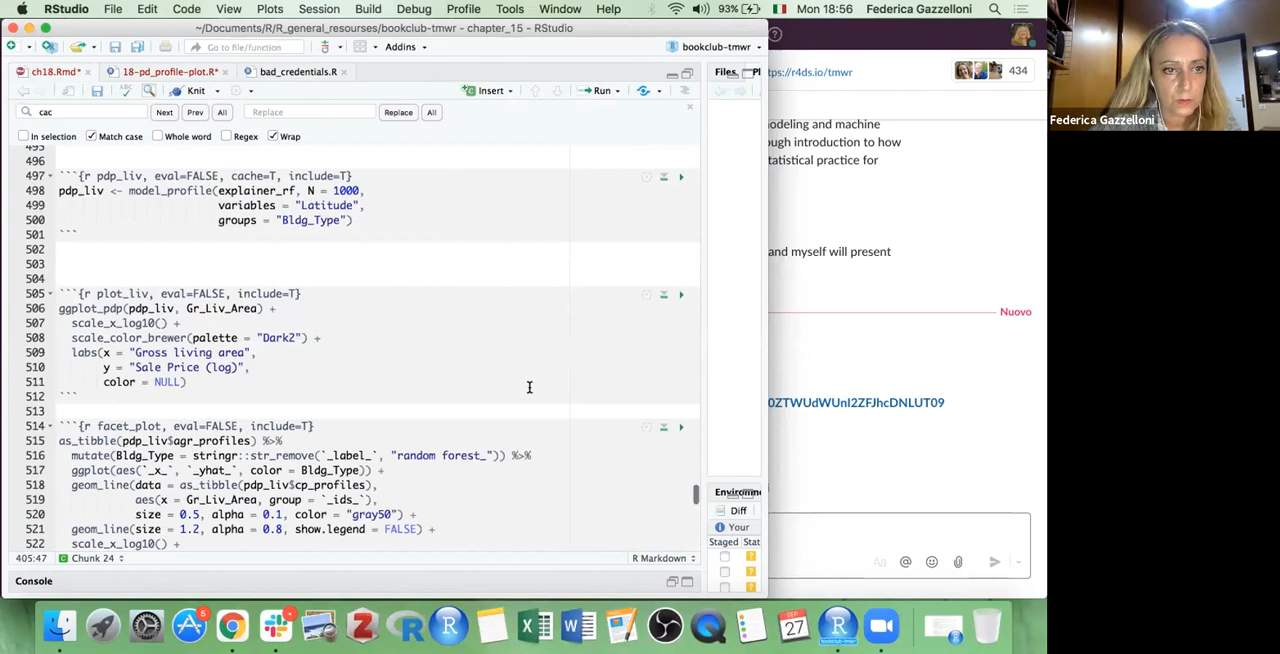 RStudio File Edit Code View Plots Session Build Debug Profile Tools Window Help 93% Mon 18:56 Federica Gazzelloni
~/Documents/R/R_general_resourses/bookclub-tmwr - chapter_15 - RStudio
Go to file/function Addins bookclub-tmwr
ch18.Rmd* 18-pd_profile-plot.R* bad_credentials.R Files
Knit Insert Run
cac Next Prev All Replace Replace All
In selection Match case Whole word Regex Wrap
495
496
497 ```{r pdp_liv, eval=FALSE, cache=T, include=T}
498 pdp_liv <- model_profile(explainer_rf, N = 1000,
499 variables = "Latitude",
500 groups = "Bldg_Type")
501 ```
502
503
504
505 ```{r plot_liv, eval=FALSE, include=T}
506 ggplot_pdp(pdp_liv, Gr_Liv_Area) +
507 scale_x_log10() +
508 scale_color_brewer(palette = "Dark2") +
509 labs(x = "Gross living area",
510 y = "Sale Price (log)",
511 color = NULL)
512 ```
513
514 ```{r facet_plot, eval=FALSE, include=T}
515 as_tibble(pdp_liv$agr_profiles) %>%
516 mutate(Bldg_Type = stringr::str_remove(`_label_`, "random forest_")) %>%
517 ggplot(aes(`_x_`, `_yhat_`, color = Bldg_Type)) +
518 geom_line(data = as_tibble(pdp_liv$cp_profiles),
519 aes(x = Gr_Liv_Area, group = `_ids_`),
520 size = 0.5, alpha = 0.1, color = "gray50") +
521 geom_line(size = 1.2, alpha = 0.8, show.legend = FALSE) +
522 scale_x_log10() +
405:47 Chunk 24 R Markdown
Console
Environme
Diff
Your
Staged Stat
ttps://r4ds.io/tmwr 434
odeling and machine
ough introduction to how
tatistical practice for
and myself will present
Nuovo
0ZTWUdWUnI2ZFJhcDNLUT09
Federica Gazzelloni
5
SEP
27
bookclub-tmwr